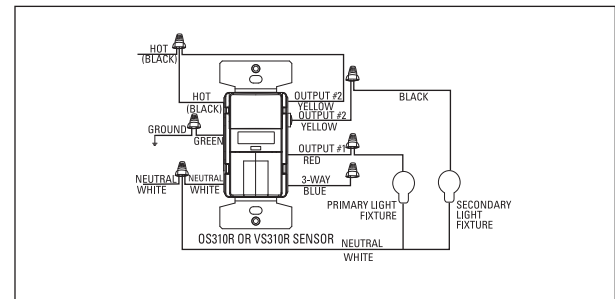 HOT
(BLACK)
HOT
(BLACK)
GROUND
GREEN
NEUTRAL
WHITE
NEUTRAL
WHITE
OUTPUT #2
YELLOW
OUTPUT #2
YELLOW
BLACK
OUTPUT #1
RED
3-WAY
BLUE
PRIMARY LIGHT
FIXTURE
SECONDARY
LIGHT
FIXTURE
OS310R OR VS310R SENSOR
NEUTRAL
WHITE